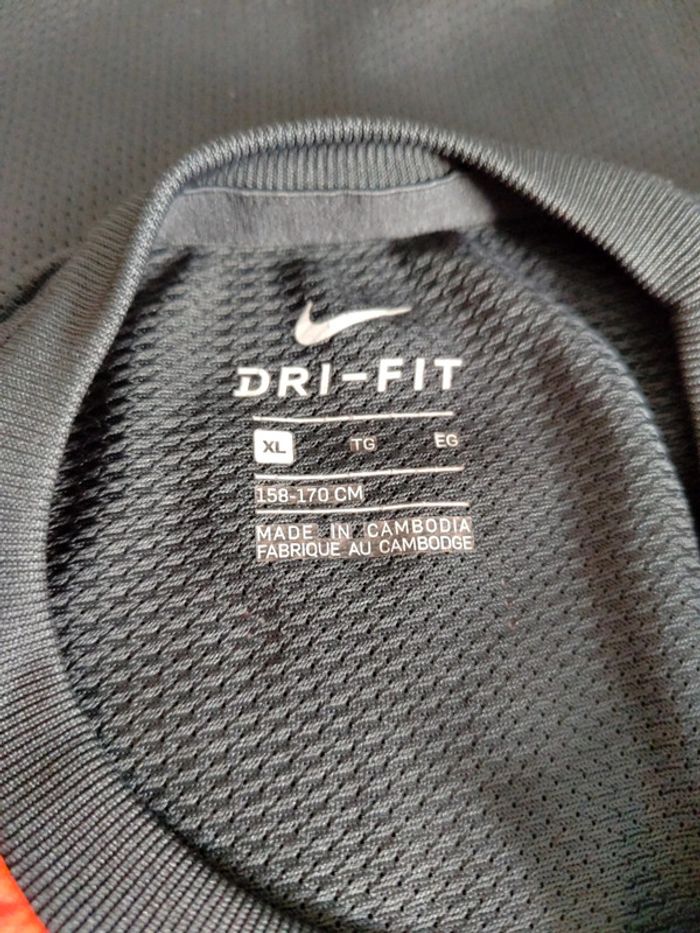 DRI-FIT
XL TG EG
158-170 CM
MADE IN CAMBODIA
FABRIQUE AU CAMBODGE